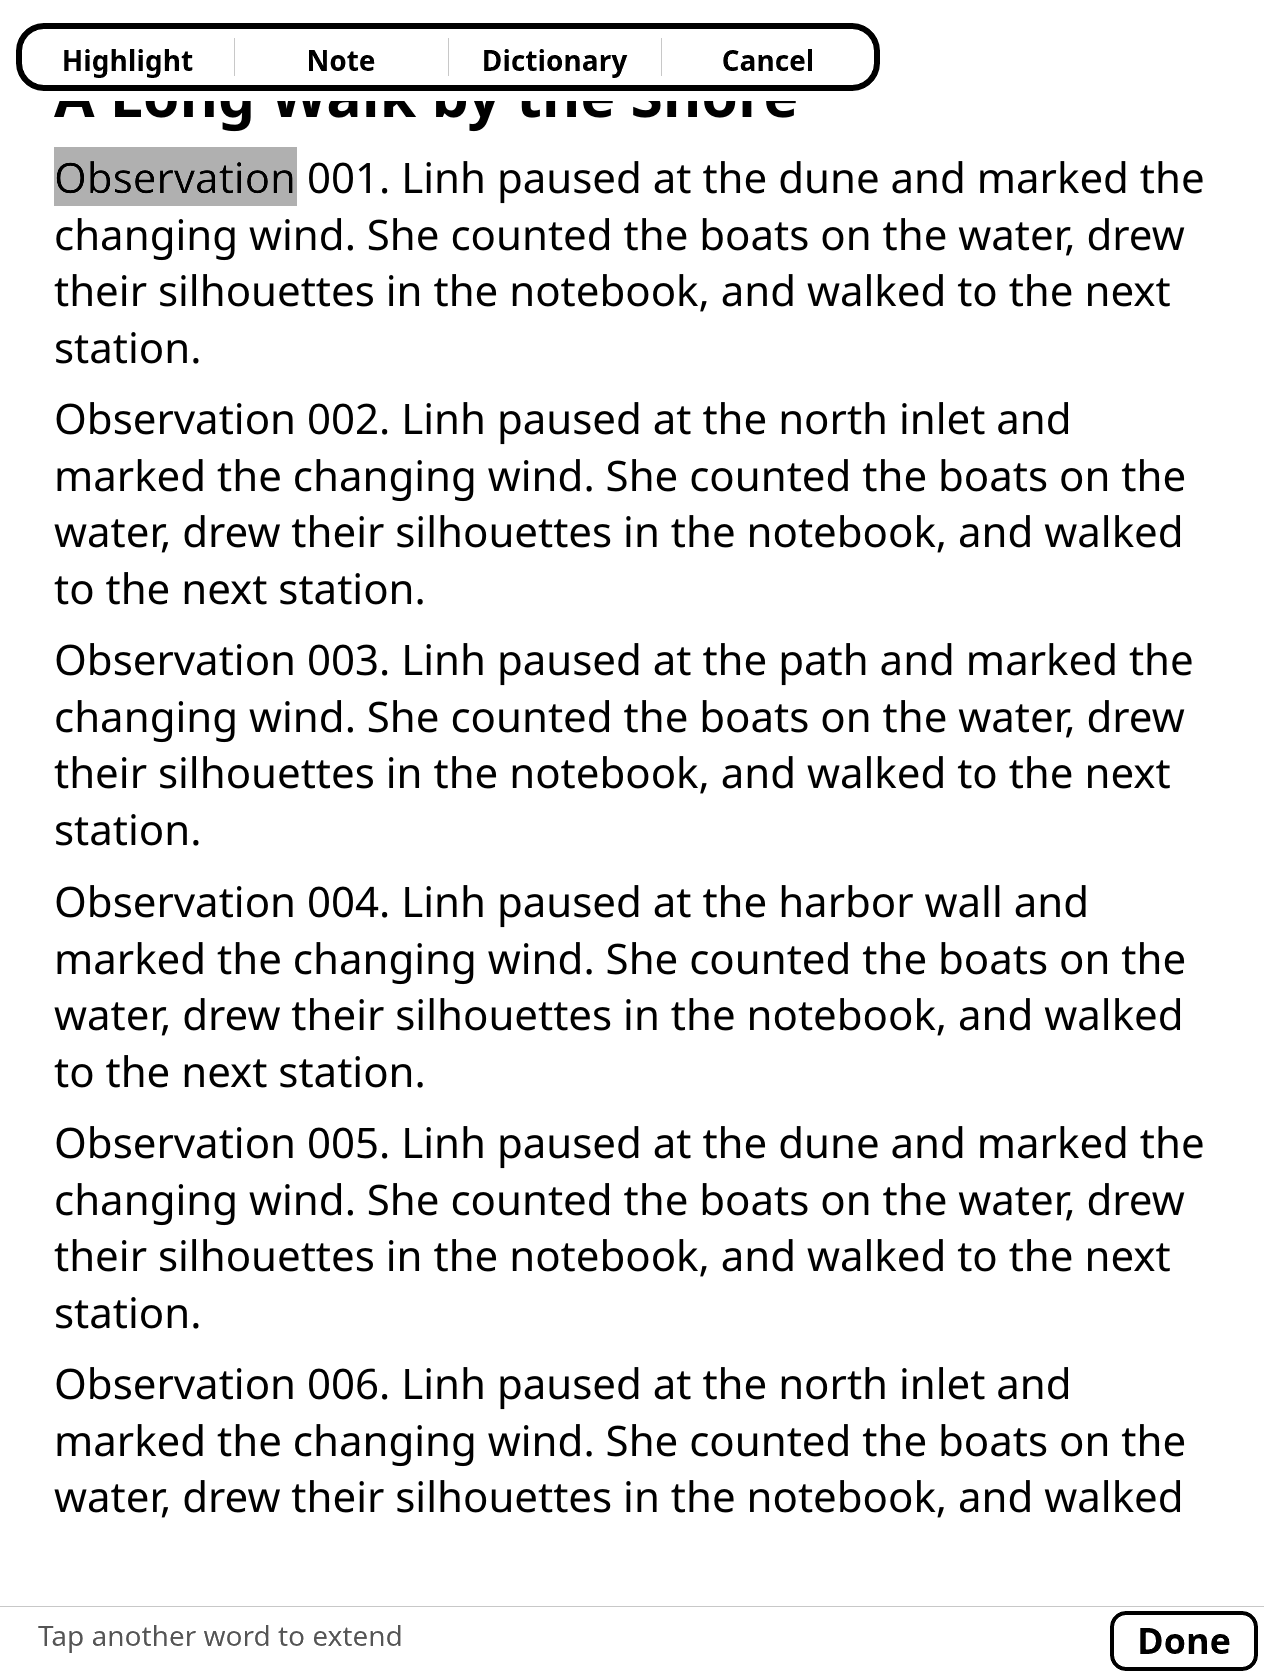 Highlight Note Dictionary Cancel
A Long Walk by the Shore
Observation 001. Linh paused at the dune and marked the
changing wind. She counted the boats on the water, drew
their silhouettes in the notebook, and walked to the next
station.
Observation 002. Linh paused at the north inlet and
marked the changing wind. She counted the boats on the
water, drew their silhouettes in the notebook, and walked
to the next station.
Observation 003. Linh paused at the path and marked the
changing wind. She counted the boats on the water, drew
their silhouettes in the notebook, and walked to the next
station.
Observation 004. Linh paused at the harbor wall and
marked the changing wind. She counted the boats on the
water, drew their silhouettes in the notebook, and walked
to the next station.
Observation 005. Linh paused at the dune and marked the
changing wind. She counted the boats on the water, drew
their silhouettes in the notebook, and walked to the next
station.
Observation 006. Linh paused at the north inlet and
marked the changing wind. She counted the boats on the
water, drew their silhouettes in the notebook, and walked
Tap another word to extend
Done